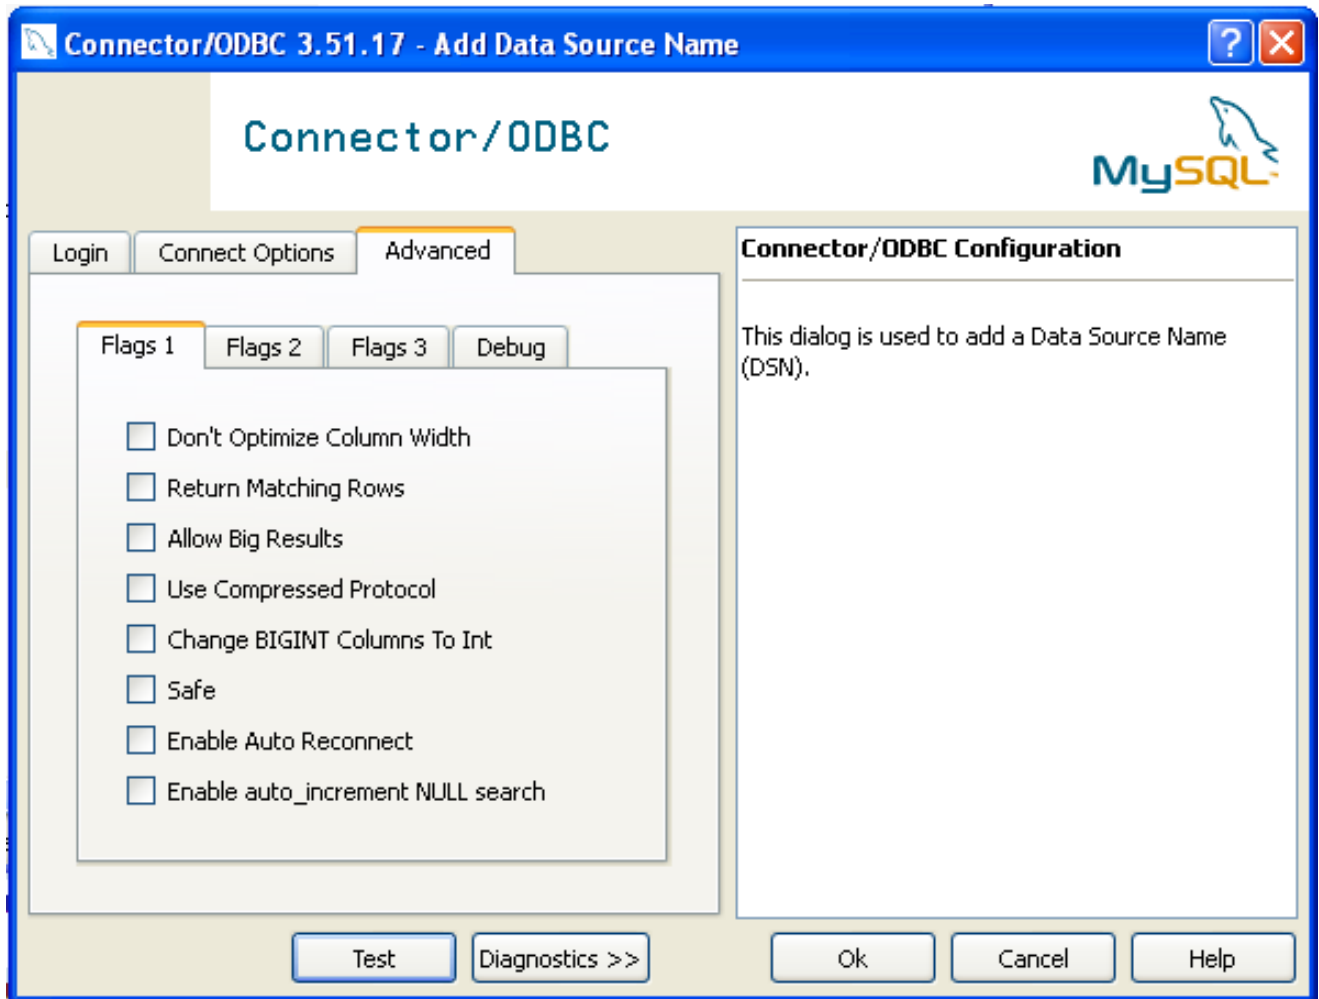 Connector/ODBC 3.51.17 - Add Data Source Name
?
Connector/ODBC
MySQL
Login
Connect Options
Advanced
Flags 1
Flags 2
Flags 3
Debug
Don't Optimize Column Width
Return Matching Rows
Allow Big Results
Use Compressed Protocol
Change BIGINT Columns To Int
Safe
Enable Auto Reconnect
Enable auto_increment NULL search
Connector/ODBC Configuration
This dialog is used to add a Data Source Name
(DSN).
Test
Diagnostics >>
Ok
Cancel
Help